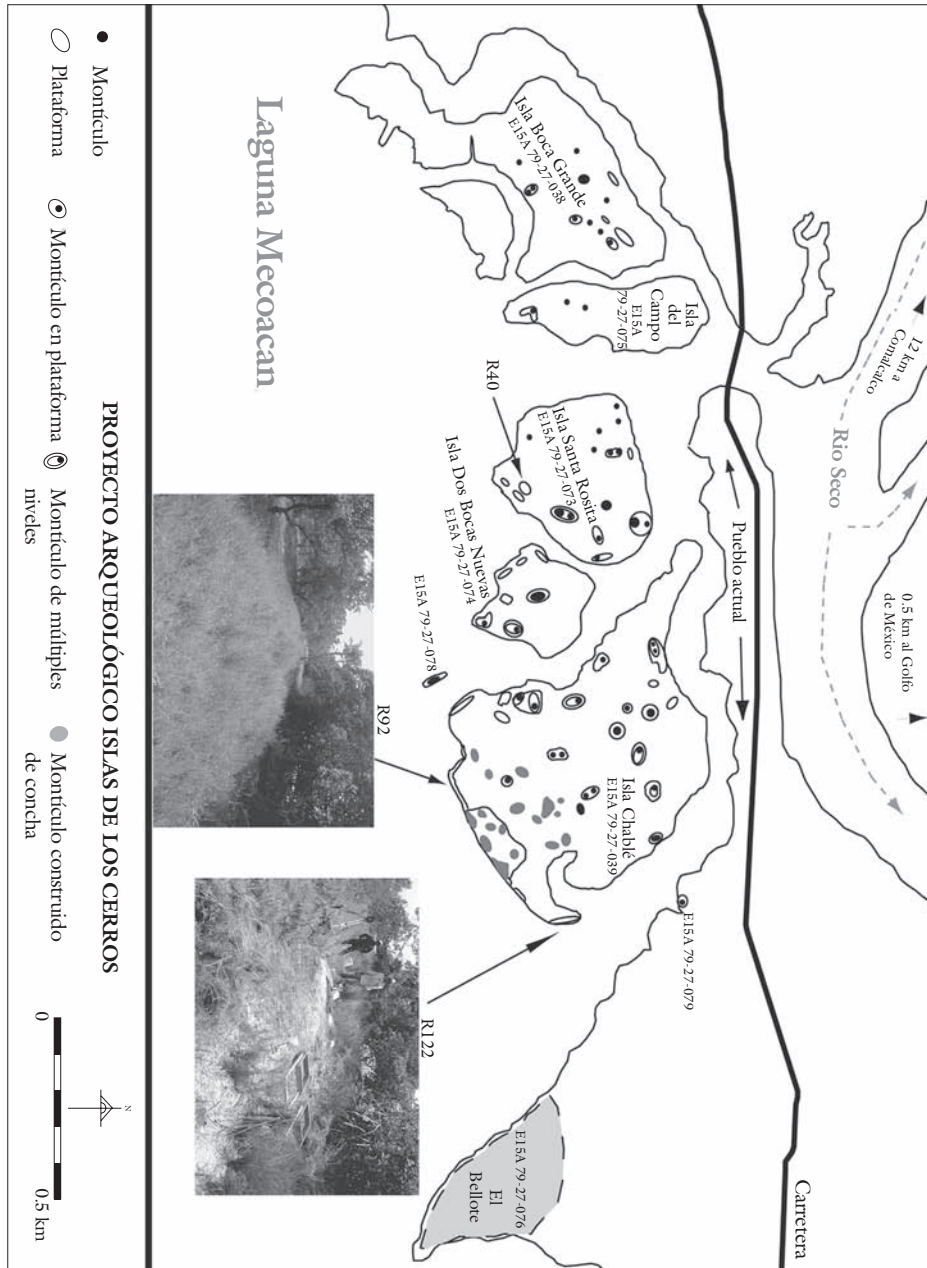 0.5 km al Golfo
de México
12 km a
Comalcalco
Rio Seco
Pueblo actual
Carretera
Isla Boca Grande
E15A 79-27-038
Isla
del
Campo
E15A
79-27-075
Isla Santa Rosita
E15A 79-27-073
R40
Isla Dos Bocas Nuevas
E15A 79-27-074
E15A 79-27-078
Isla Chablé
E15A 79-27-039
E15A 79-27-079
El
Bellote
E15A 79-27-076
Laguna Mecoacan
R92
R122
PROYECTO ARQUEOLÓGICO ISLAS DE LOS CERROS
Montículo
Plataforma
Montículo en plataforma
Montículo de múltiples
niveles
Montículo construido
de concha
N
0
0.5 km